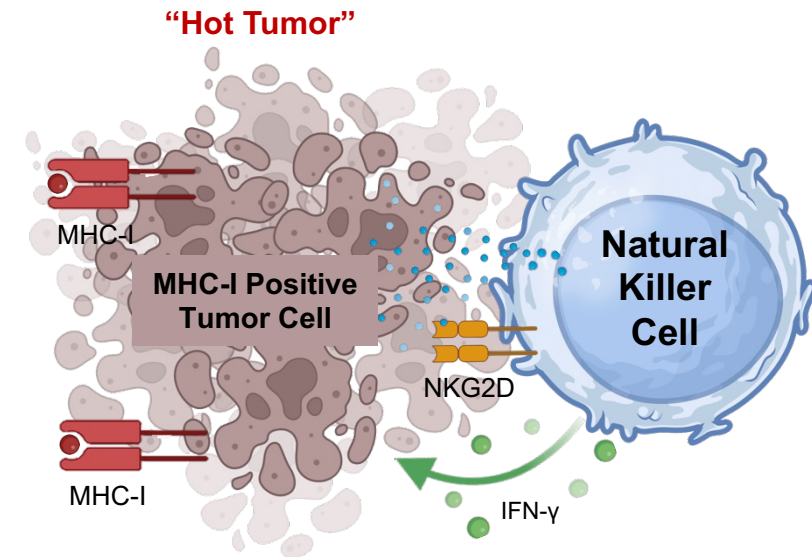 “Hot Tumor”
MHC-I
MHC-I Positive
Tumor Cell
Natural
Killer
Cell
NKG2D
MHC-I
IFN-γ